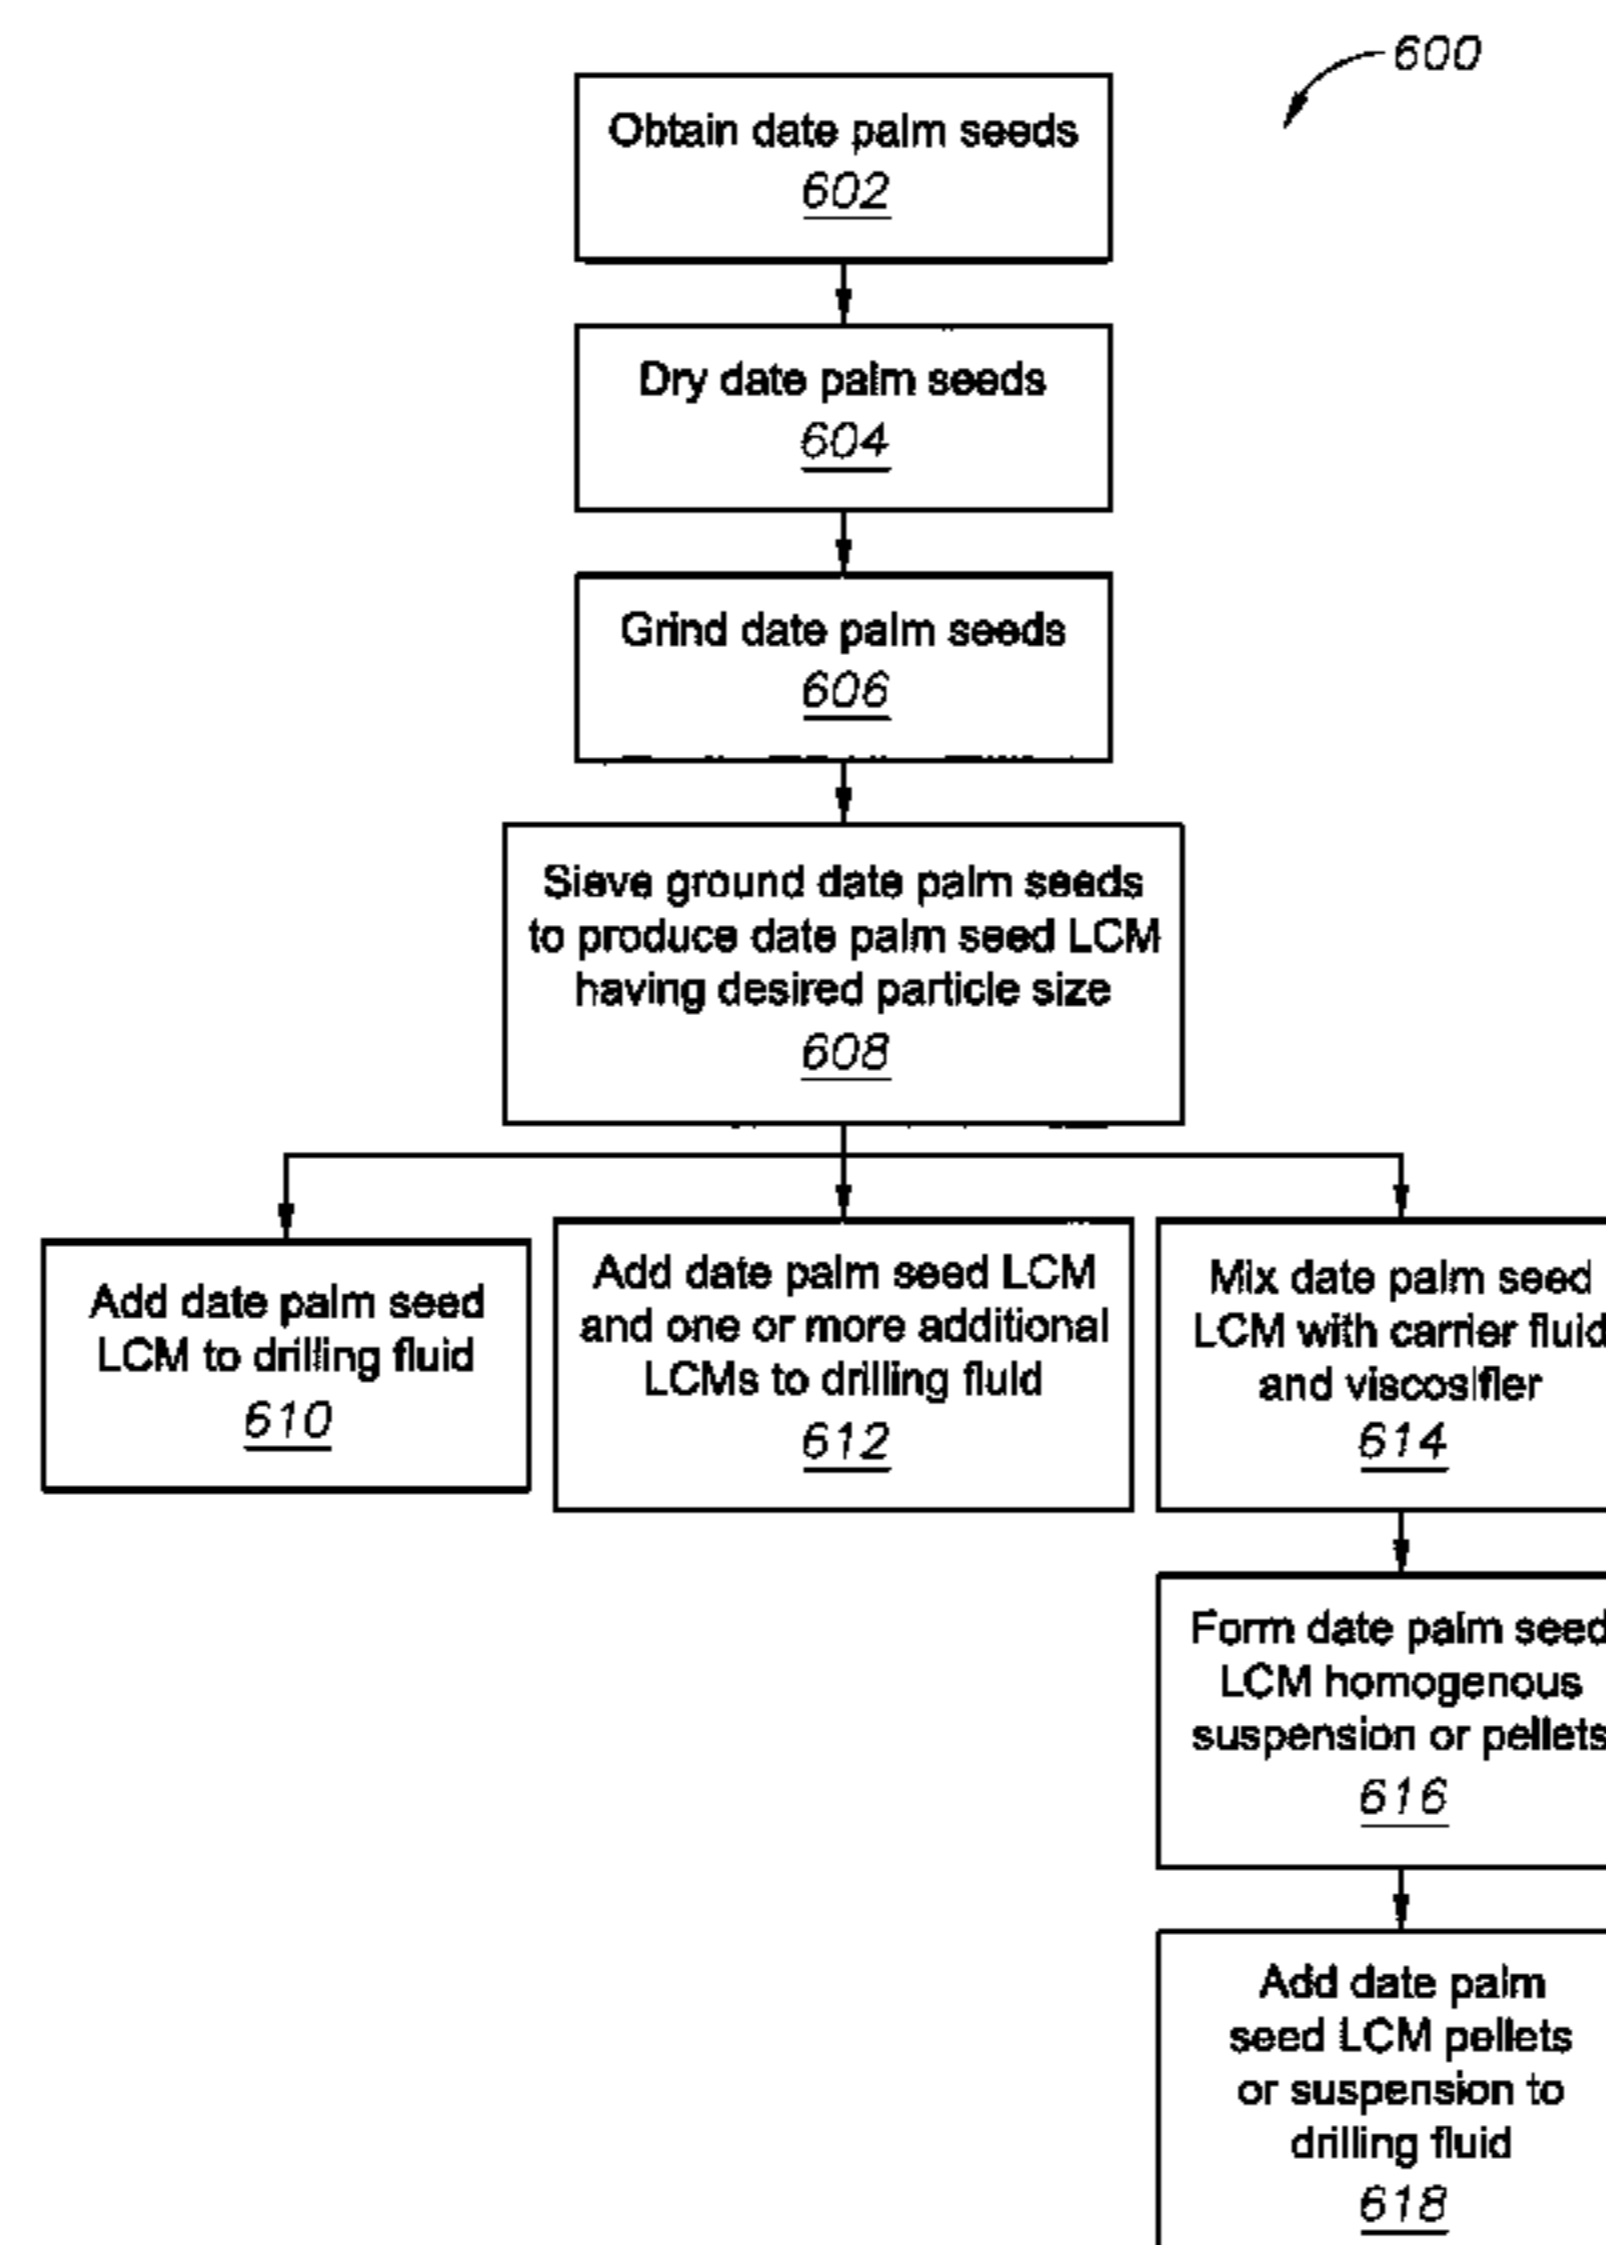 600
Obtain date palm seeds
602
Dry date palm seeds
604
Grind date palm seeds
606
Sieve ground date palm seeds
to produce date palm seed LCM
having desired particle size
608
Add date palm seed
LCM to drilling fluid
610
Add date palm seed LCM
and one or more additional
LCMs to drilling fluid
612
Mix date palm seed
LCM with carrier fluid
and viscosifier
614
Form date palm seed
LCM homogenous
suspension or pellets
616
Add date palm
seed LCM pellets
or suspension to
drilling fluid
618